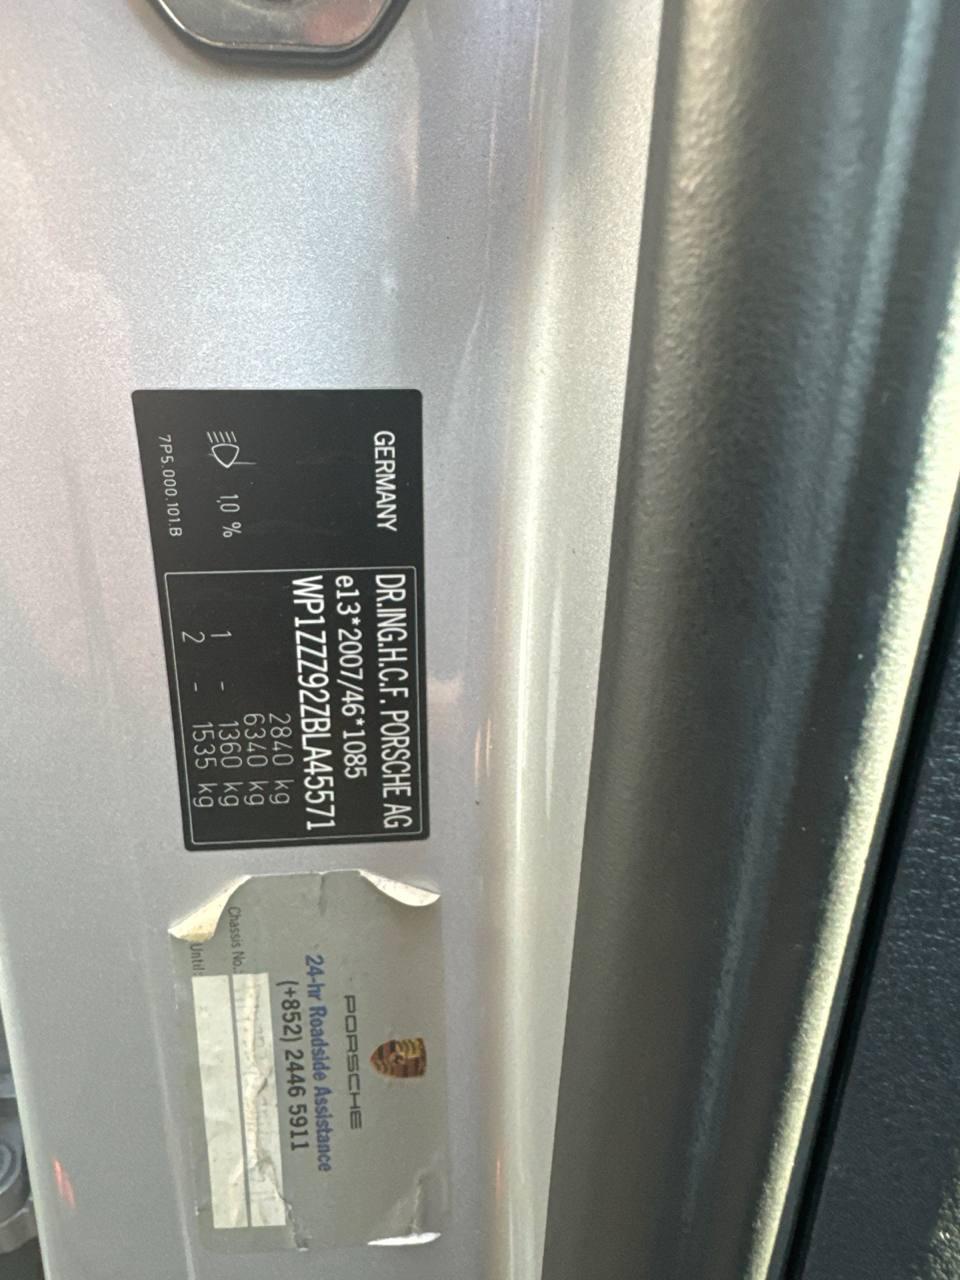 GERMANY
DR.ING.H.C.F. PORSCHE AG
e13*2007/46*1085
WP1ZZZ92ZBLA45571
2840 kg
6340 kg
1 - 1360 kg
2 - 1535 kg
1,0 %
7P5.000.101.B
PORSCHE
24-hr Roadside Assistance
(+852) 2446 5911
Chassis No.:
Until: